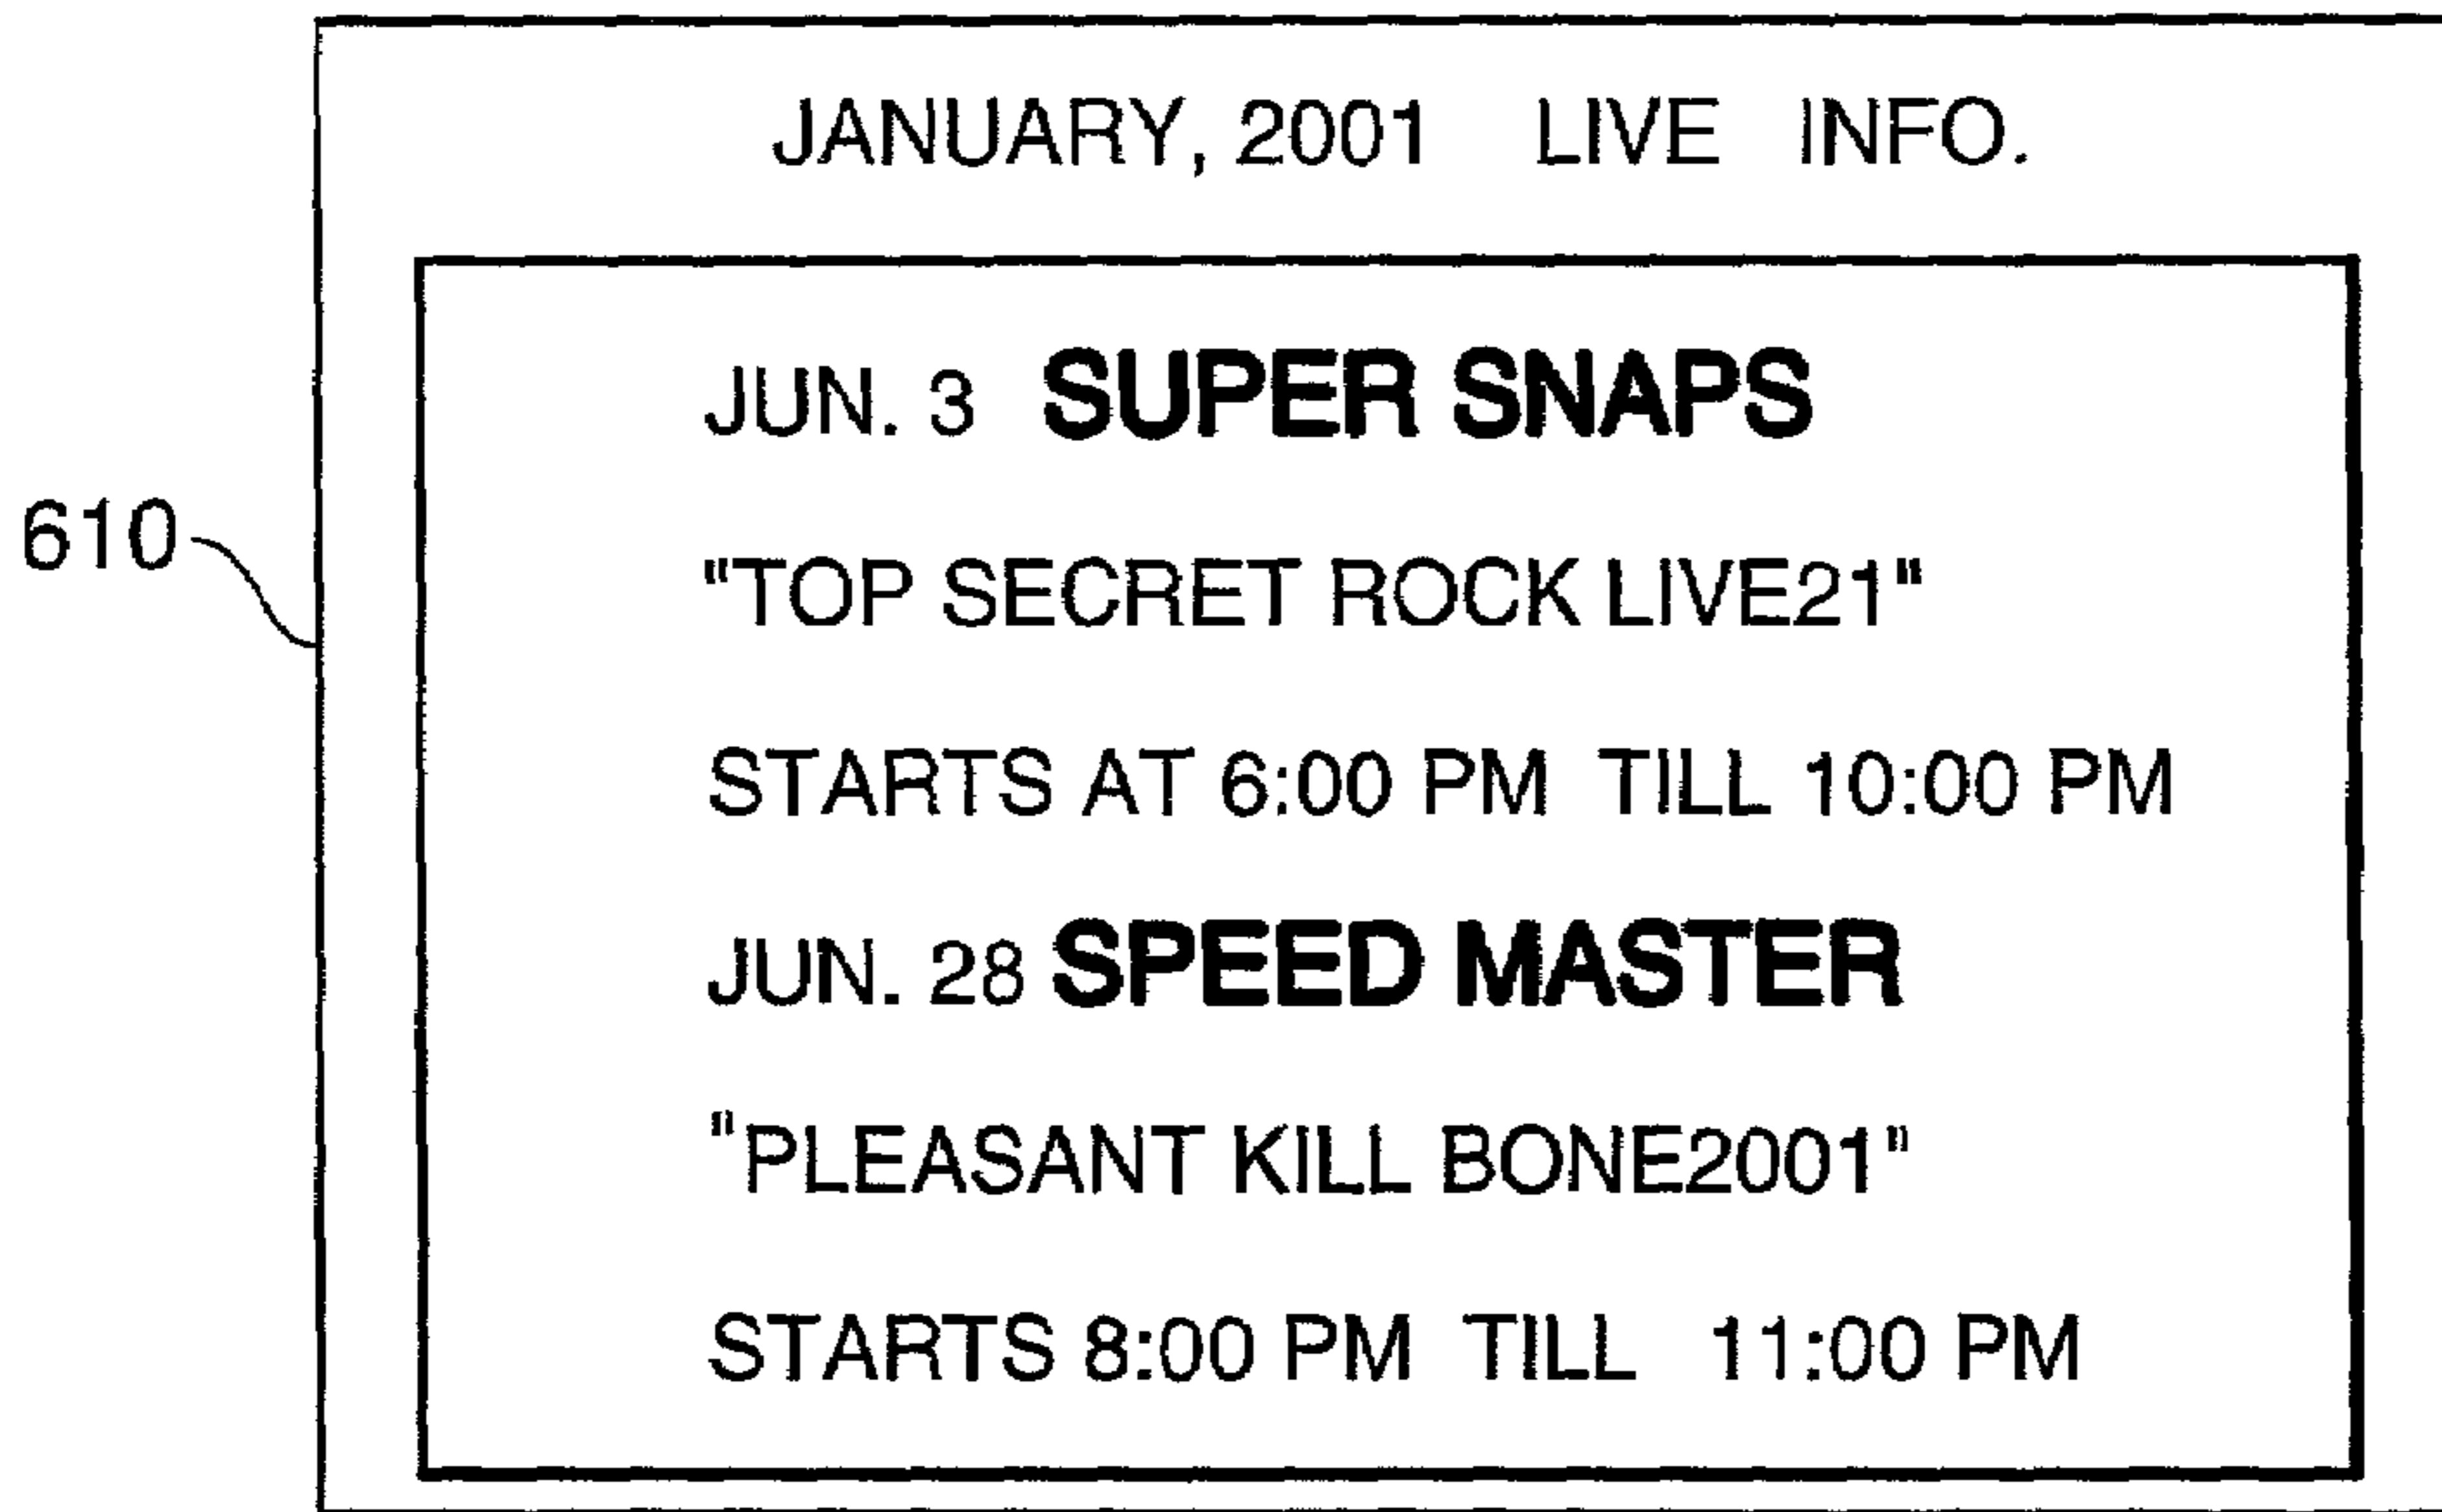 JANUARY, 2001 LIVE INFO.
JUN. 3 SUPER SNAPS
610
"TOP SECRET ROCK LIVE21"
STARTS AT 6:00 PM TILL 10:00 PM
JUN. 28 SPEED MASTER
"PLEASANT KILL BONE2001"
STARTS 8:00 PM TILL 11:00 PM